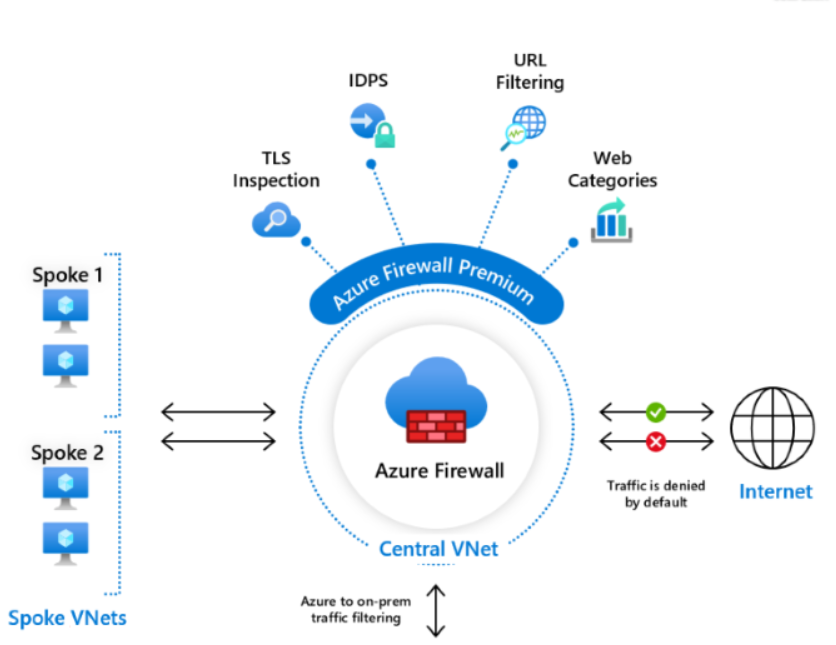 IDPS
URL
Filtering
TLS
Inspection
Web
Categories
Azure Firewall Premium
Spoke 1
Spoke 2
Azure Firewall
Traffic is denied
by default
Internet
Central VNet
Azure to on-prem
traffic filtering
Spoke VNets